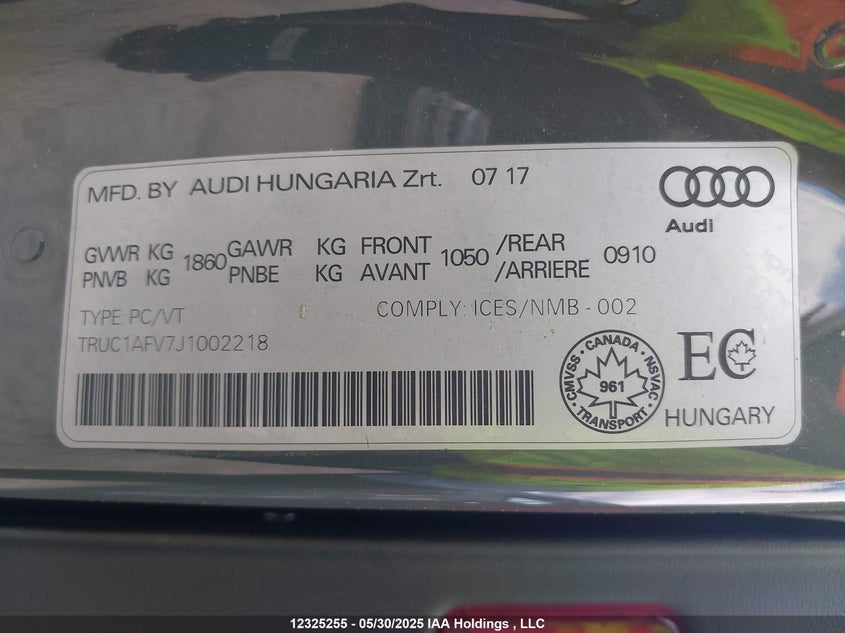 MFD. BY AUDI HUNGARIA Zrt. 07 17
Audi
GVWR KG 1860 GAWR KG FRONT 1050 /REAR 0910
PNVB KG PNBE KG AVANT /ARRIERE
TYPE: PC/VT COMPLY: ICES/NMB - 002
TRUC1AFV7J1002218
CMVSS · CANADA · NSVAC · TRANSPORT ·
961
EC
HUNGARY
12325255 - 05/30/2025 IAA Holdings , LLC